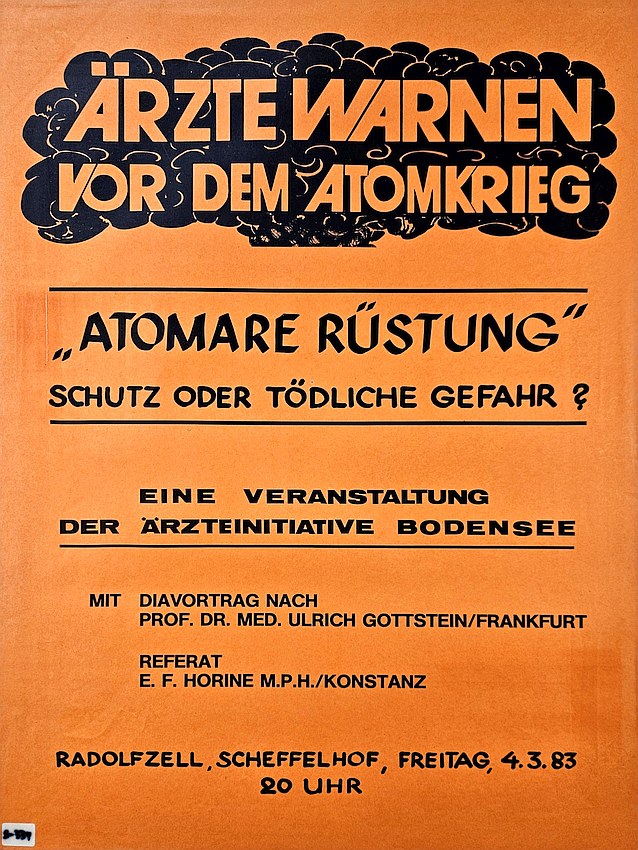 ÄRZTE WARNEN
VOR DEM ATOMKRIEG
„ATOMARE RÜSTUNG“
SCHUTZ ODER TÖDLICHE GEFAHR ?
EINE VERANSTALTUNG
DER ÄRZTEINITIATIVE BODENSEE
MIT DIAVORTRAG NACH
PROF. DR. MED. ULRICH GOTTSTEIN/FRANKFURT
REFERAT
E. F. HORINE M.P.H./KONSTANZ
RADOLFZELL, SCHEFFELHOF, FREITAG, 4.3.83
20 UHR